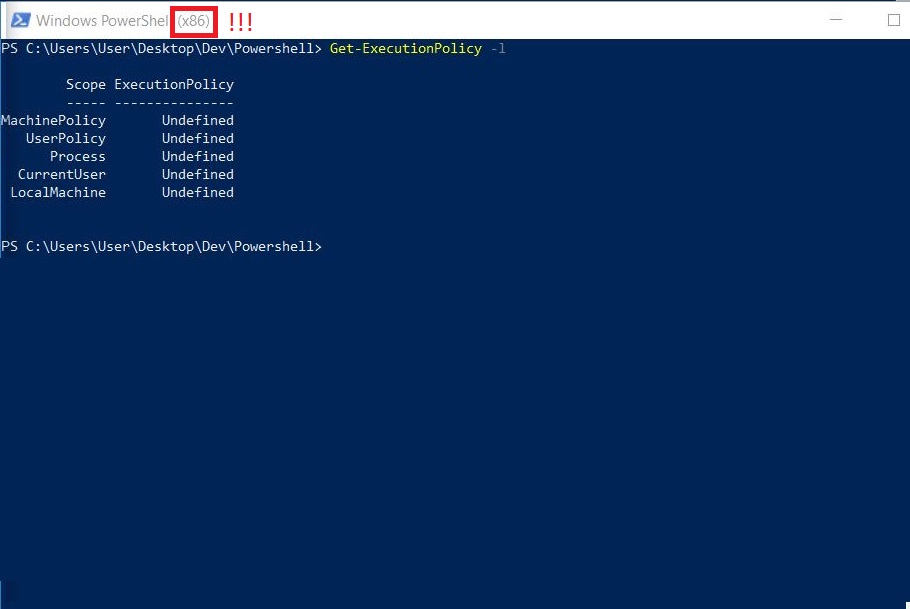 Windows PowerShell (x86) !!!
PS C:\Users\User\Desktop\Dev\Powershell> Get-ExecutionPolicy -l
Scope ExecutionPolicy
----- ---------------
MachinePolicy Undefined
UserPolicy Undefined
Process Undefined
CurrentUser Undefined
LocalMachine Undefined
PS C:\Users\User\Desktop\Dev\Powershell>